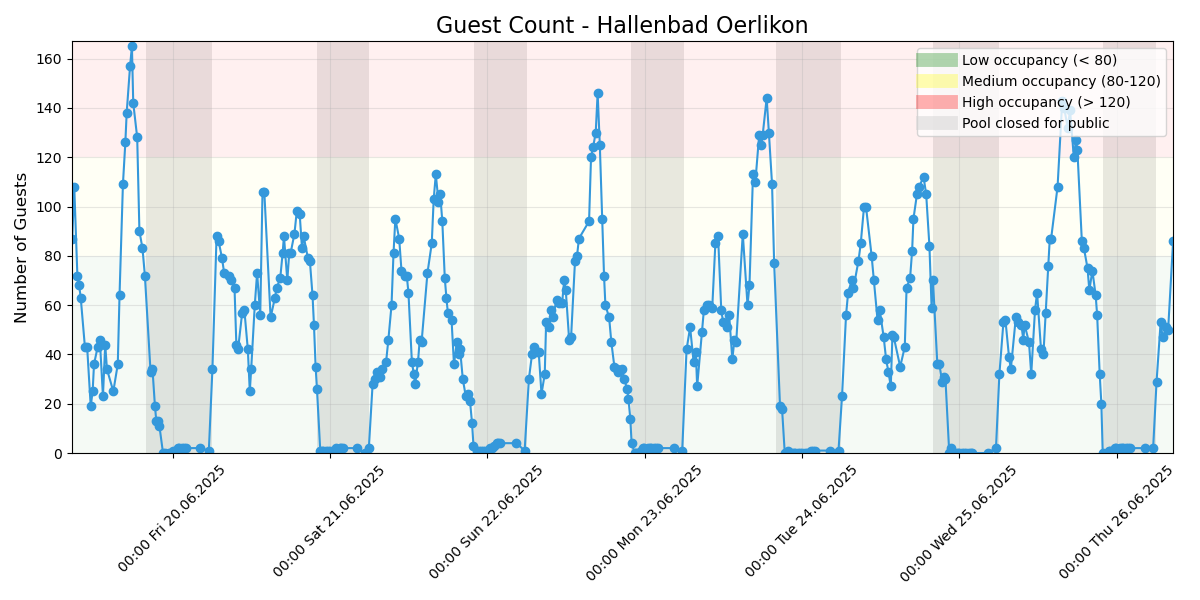 Guest Count - Hallenbad Oerlikon
Number of Guests
160
140
120
100
80
60
40
20
0
Low occupancy (< 80)
Medium occupancy (80-120)
High occupancy (> 120)
Pool closed for public
00:00 Fri 20.06.2025
00:00 Sat 21.06.2025
00:00 Sun 22.06.2025
00:00 Mon 23.06.2025
00:00 Tue 24.06.2025
00:00 Wed 25.06.2025
00:00 Thu 26.06.2025